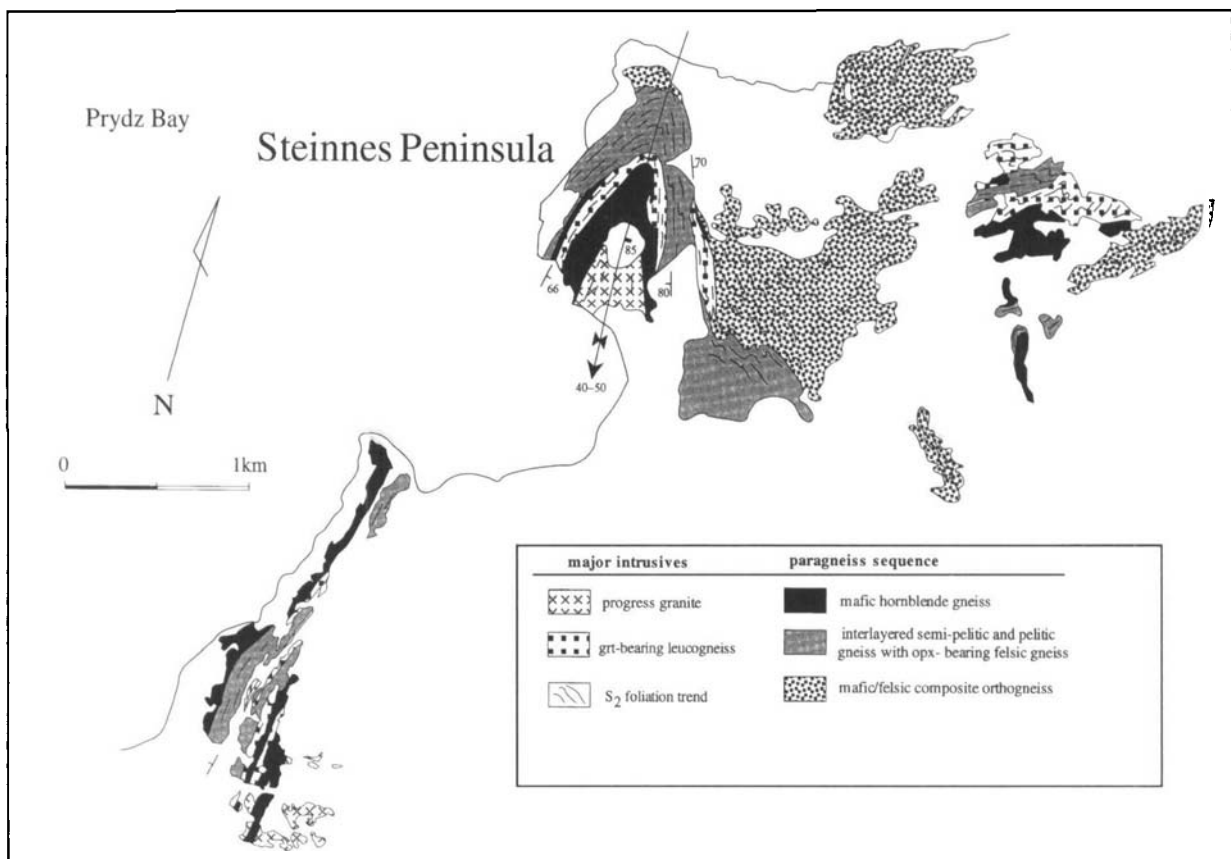 Prydz Bay
Steinnes Peninsula
70
85
66
80
40-50
N
0 1km
major intrusives
progress granite
grt-bearing leucogneiss
S2 foliation trend
paragneiss sequence
mafic hornblende gneiss
interlayered semi-pelitic and pelitic
gneiss with opx- bearing felsic gneiss
mafic/felsic composite orthogneiss